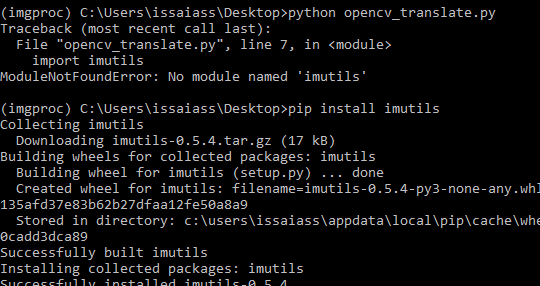 (imgproc) C:\Users\issaiass\Desktop>python opencv_translate.py
Traceback (most recent call last):
  File "opencv_translate.py", line 7, in <module>
    import imutils
ModuleNotFoundError: No module named 'imutils'
(imgproc) C:\Users\issaiass\Desktop>pip install imutils
Collecting imutils
  Downloading imutils-0.5.4.tar.gz (17 kB)
Building wheels for collected packages: imutils
  Building wheel for imutils (setup.py) ... done
  Created wheel for imutils: filename=imutils-0.5.4-py3-none-any.whl
135afd37e83b62b27dfaa12fe50a8a9
  Stored in directory: c:\users\issaiass\appdata\local\pip\cache\whe
0cadd3dca89
Successfully built imutils
Installing collected packages: imutils
Successfully installed imutils-0.5.4